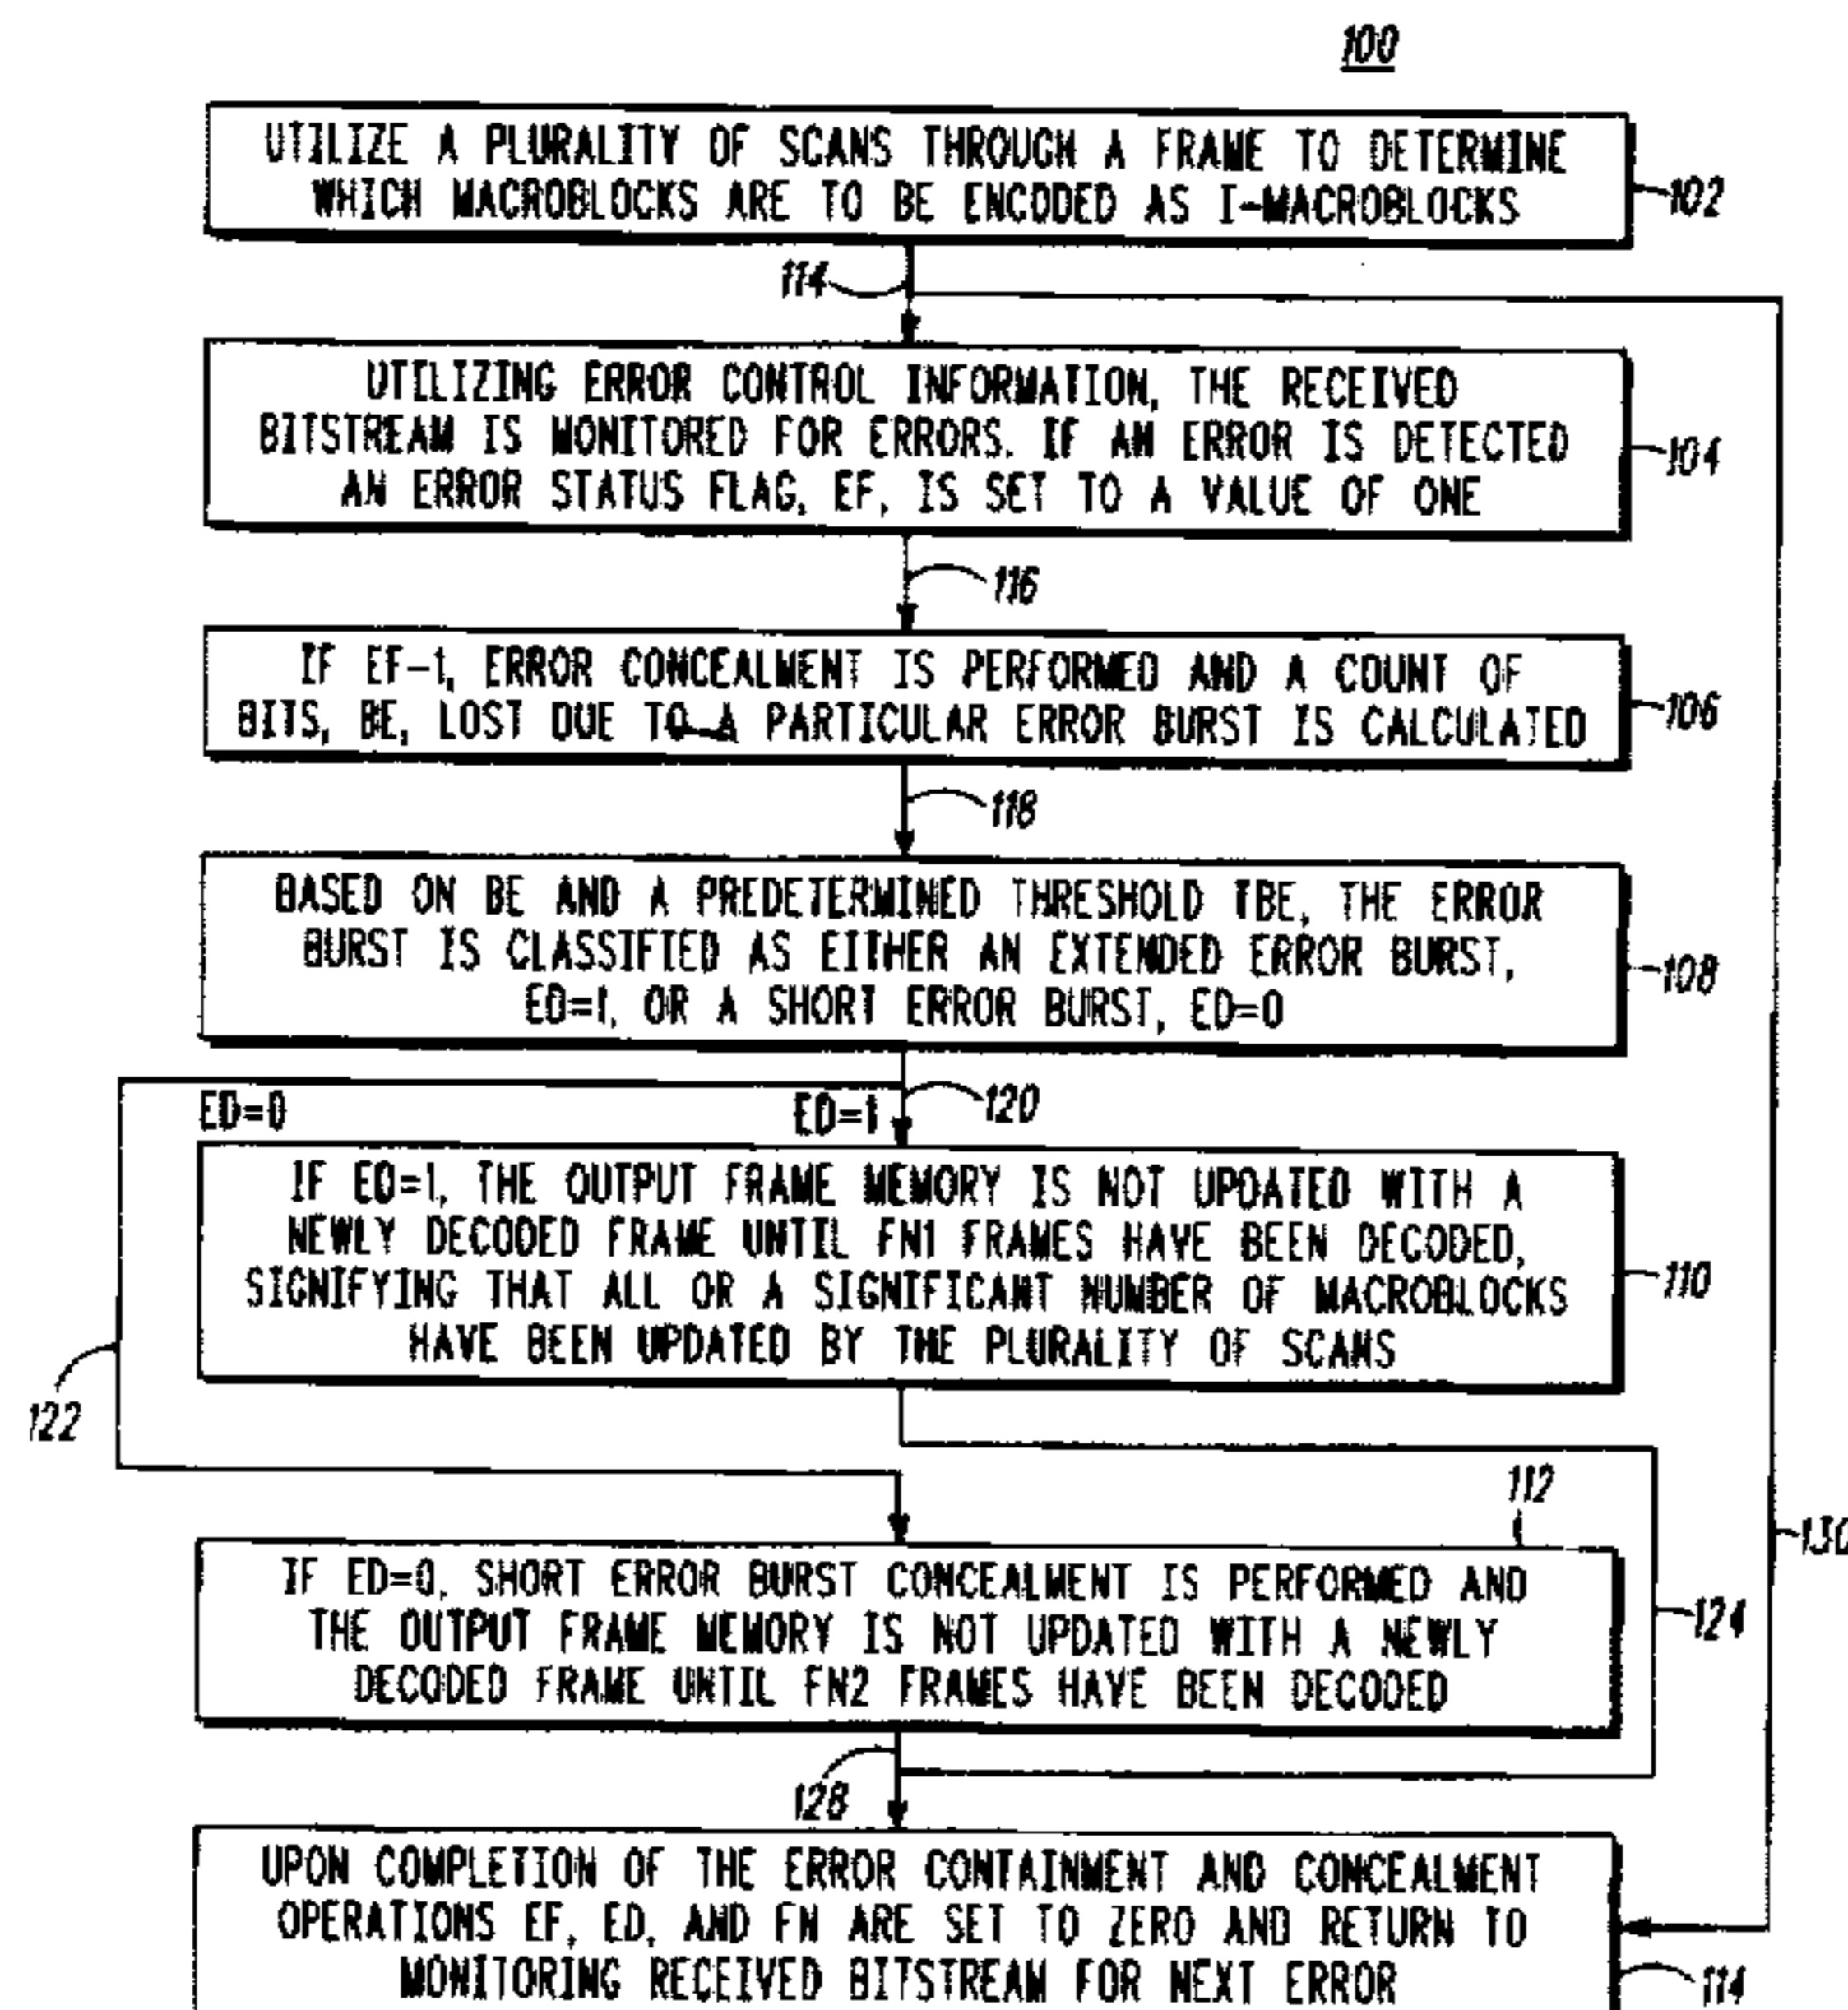 100
UTILIZE A PLURALITY OF SCANS THROUGH A FRAME TO DETERMINE
WHICH MACROBLOCKS ARE TO BE ENCODED AS I-MACROBLOCKS
102
114
UTILIZING ERROR CONTROL INFORMATION, THE RECEIVED
BITSTREAM IS MONITORED FOR ERRORS. IF AN ERROR IS DETECTED
AN ERROR STATUS FLAG, EF, IS SET TO A VALUE OF ONE
104
116
IF EF-1, ERROR CONCEALMENT IS PERFORMED AND A COUNT OF
BITS, BE, LOST DUE TO A PARTICULAR ERROR BURST IS CALCULATED
106
118
BASED ON BE AND A PREDETERMINED THRESHOLD TBE, THE ERROR
BURST IS CLASSIFIED AS EITHER AN EXTENDED ERROR BURST,
ED=1, OR A SHORT ERROR BURST, ED=0
108
ED=0
ED=1
120
IF ED=1, THE OUTPUT FRAME MEMORY IS NOT UPDATED WITH A
NEWLY DECODED FRAME UNTIL FN1 FRAMES HAVE BEEN DECODED,
SIGNIFYING THAT ALL OR A SIGNIFICANT NUMBER OF MACROBLOCKS
HAVE BEEN UPDATED BY THE PLURALITY OF SCANS
110
122
112
IF ED=0, SHORT ERROR BURST CONCEALMENT IS PERFORMED AND
THE OUTPUT FRAME MEMORY IS NOT UPDATED WITH A NEWLY
DECODED FRAME UNTIL FN2 FRAMES HAVE BEEN DECODED
124
130
128
UPON COMPLETION OF THE ERROR CONTAINMENT AND CONCEALMENT
OPERATIONS EF, ED, AND FN ARE SET TO ZERO AND RETURN TO
MONITORING RECEIVED BITSTREAM FOR NEXT ERROR
114